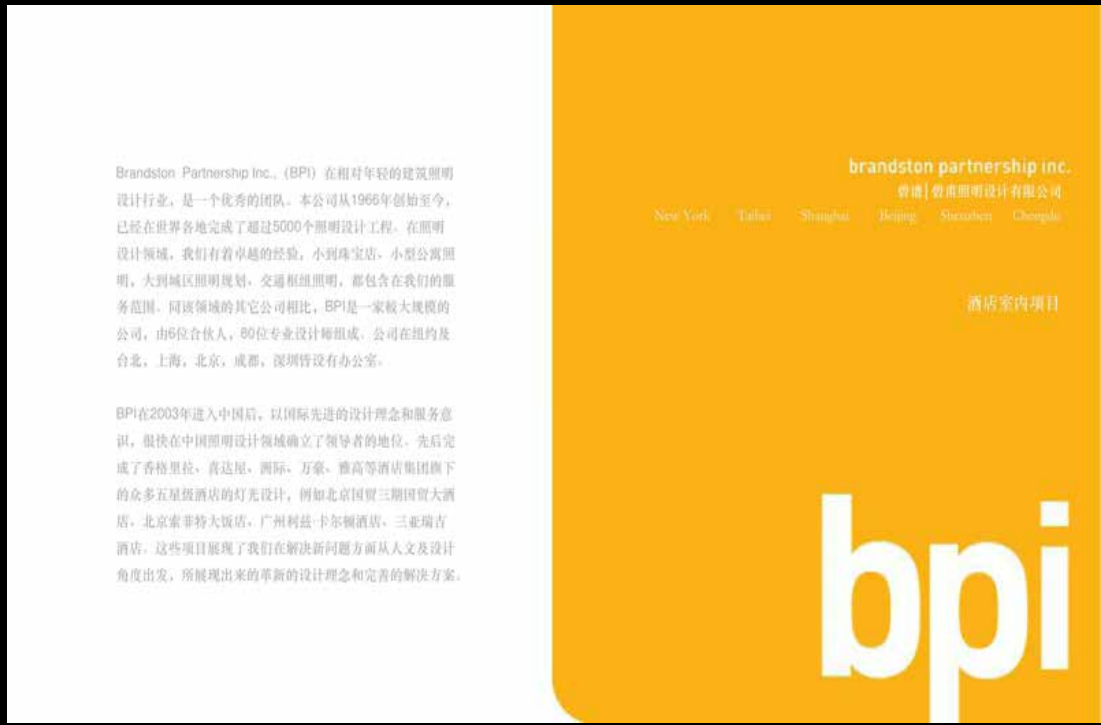 Brandston Partnership Inc.,（BPI）在相对年轻的建筑照明
设计行业，是一个优秀的团队。本公司从1966年创始至今，
已经在世界各地完成了超过5000个照明设计工程。在照明
设计领域，我们有着卓越的经验，小到珠宝店、小型公寓照
明，大到城区照明规划、交通枢纽照明，都包含在我们的服
务范围。同该领域的其它公司相比，BPI是一家较大规模的
公司，由6位合伙人，80位专业设计师组成。公司在纽约及
台北，上海，北京，成都，深圳皆设有办公室。
BPI在2003年进入中国后，以国际先进的设计理念和服务意
识，很快在中国照明设计领域确立了领导者的地位。先后完
成了香格里拉、喜达屋、洲际、万豪、雅高等酒店集团旗下
的众多五星级酒店的灯光设计，例如北京国贸三期国贸大酒
店、北京索菲特大饭店、广州利兹·卡尔顿酒店、三亚瑞吉
酒店。这些项目展现了我们在解决新问题方面从人文及设计
角度出发，所展现出来的革新的设计理念和完善的解决方案。
brandston partnership inc.
照明设计有限公司
New York Taibei Shanghai Beijing Shenzhen Chengdu
酒店室内项目
bpi